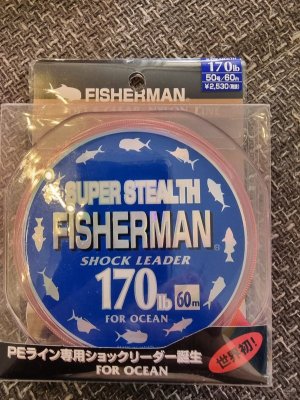 170lb
50号/60m
¥2,530(税抜)
FISHERMAN
SUPER STEALTH
FISHERMAN®
SHOCK LEADER
170lb 60m
FOR OCEAN
世界初!
PEライン専用ショックリーダー誕生
FOR OCEAN